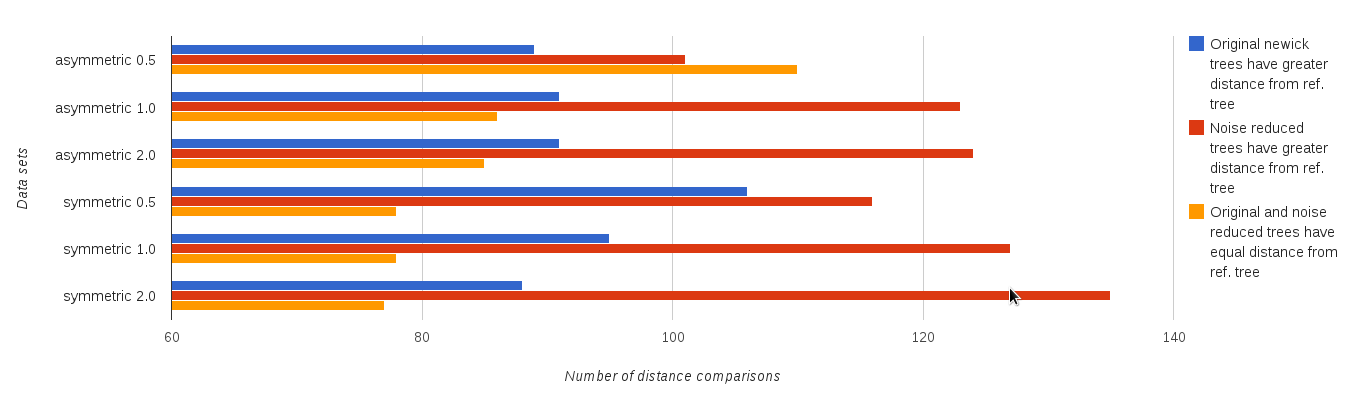 asymmetric 0.5
asymmetric 1.0
asymmetric 2.0
symmetric 0.5
symmetric 1.0
symmetric 2.0
Data sets
60 80 100 120 140
Number of distance comparisons
Original newick
trees have greater
distance from ref.
tree
Noise reduced
trees have greater
distance from ref.
tree
Original and noise
reduced trees have
equal distance from
ref. tree